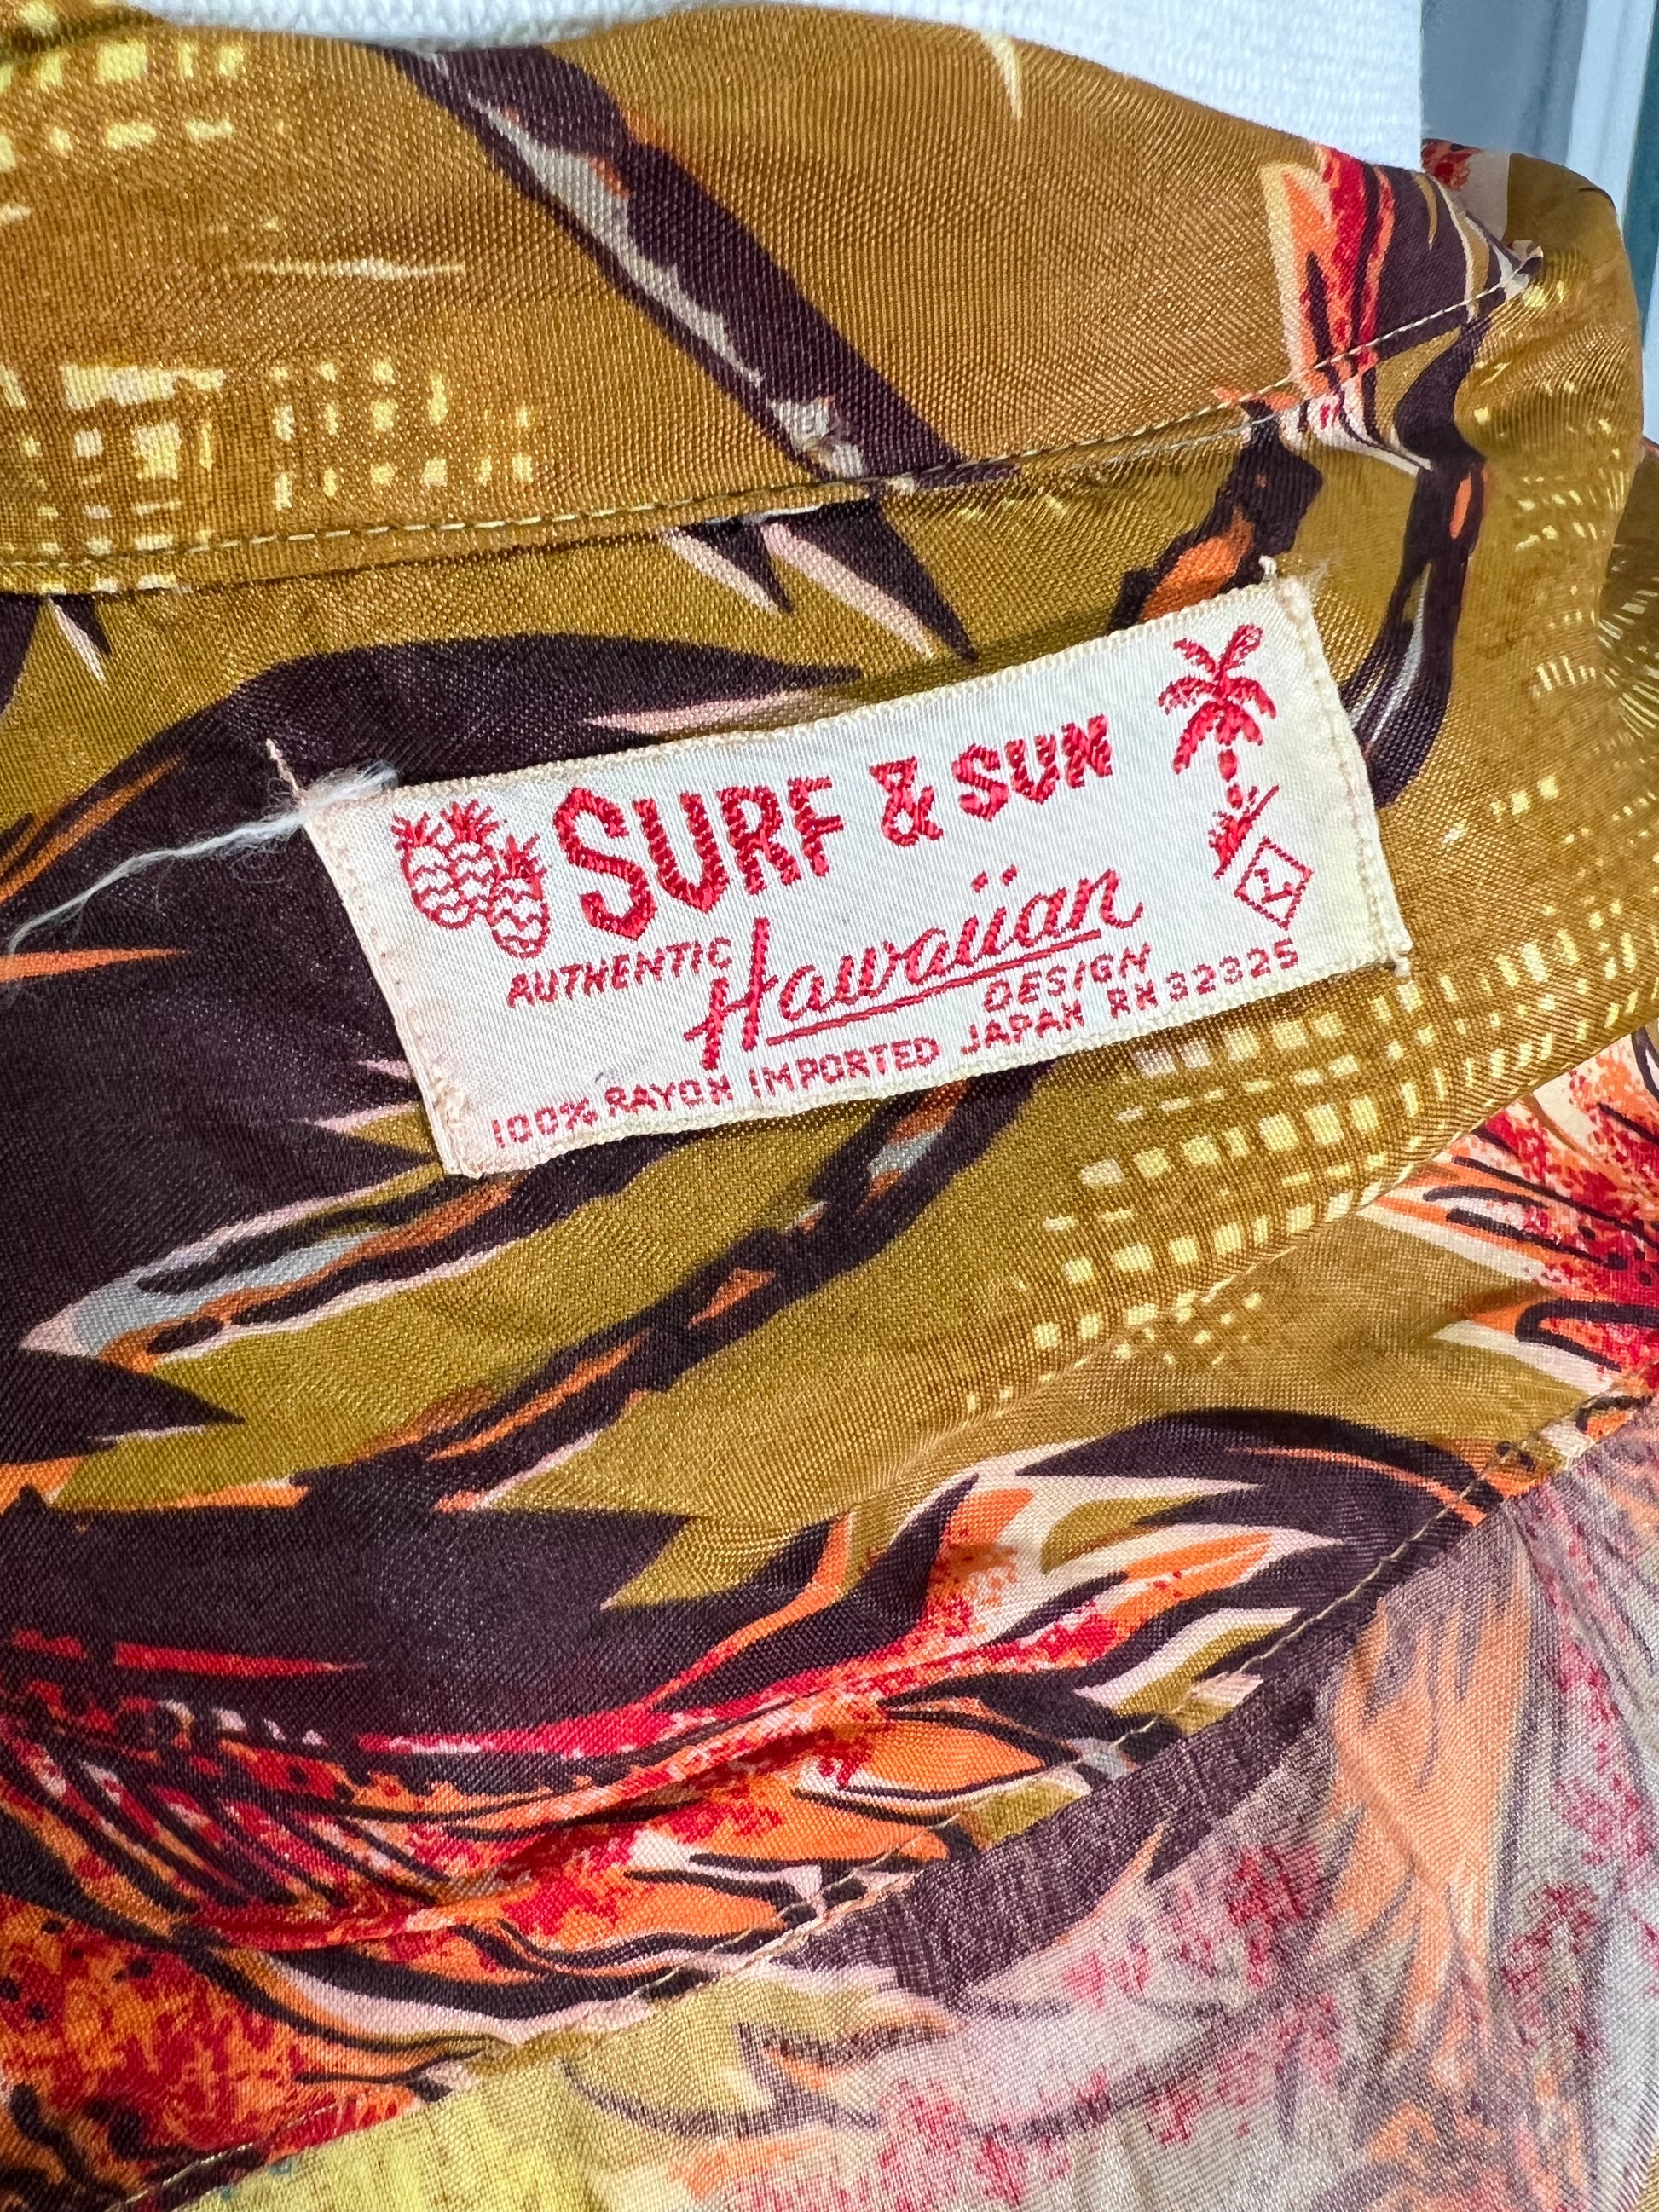 SURF & SUN
AUTHENTIC Hawaiian DESIGN
100% RAYON IMPORTED JAPAN RN 32325